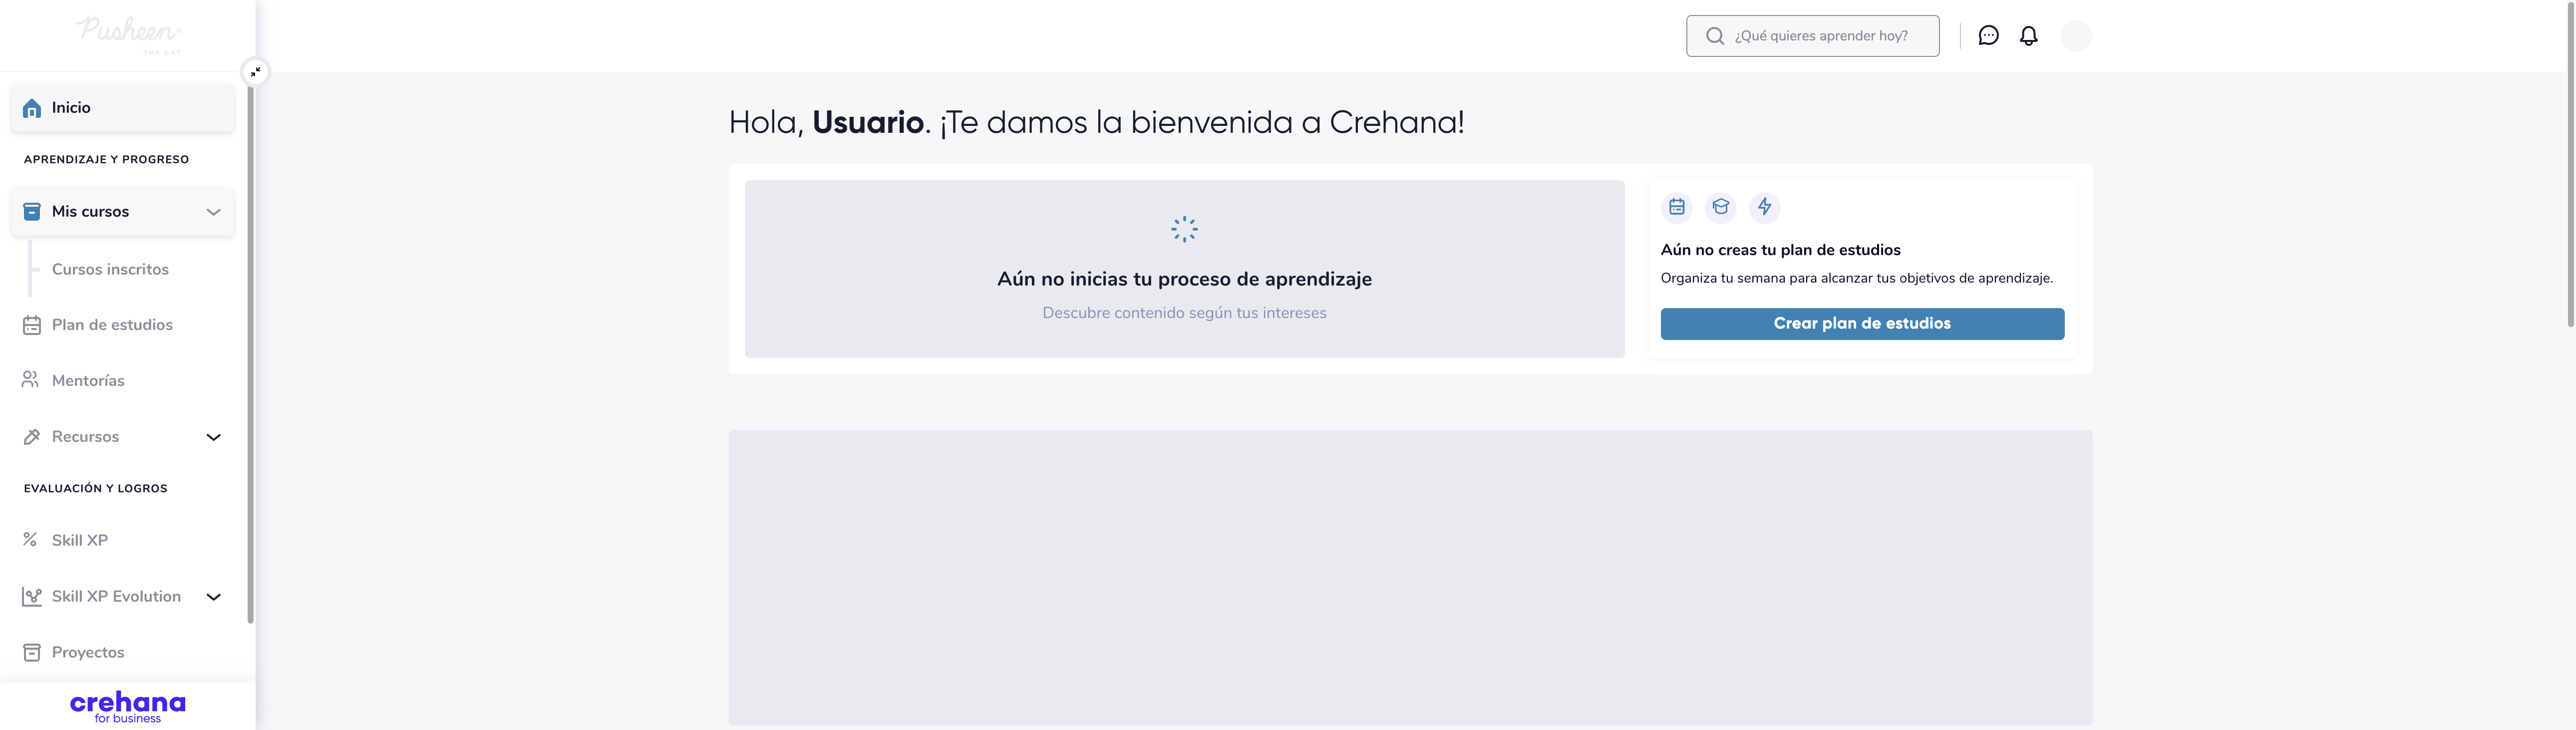 Pusheen
THE CAT
¿Qué quieres aprender hoy?
Inicio
APRENDIZAJE Y PROGRESO
Mis cursos
Cursos inscritos
Plan de estudios
Mentorías
Recursos
EVALUACIÓN Y LOGROS
Skill XP
Skill XP Evolution
Proyectos
crehana
for business
Hola, Usuario. ¡Te damos la bienvenida a Crehana!
Aún no inicias tu proceso de aprendizaje
Descubre contenido según tus intereses
Aún no creas tu plan de estudios
Organiza tu semana para alcanzar tus objetivos de aprendizaje.
Crear plan de estudios